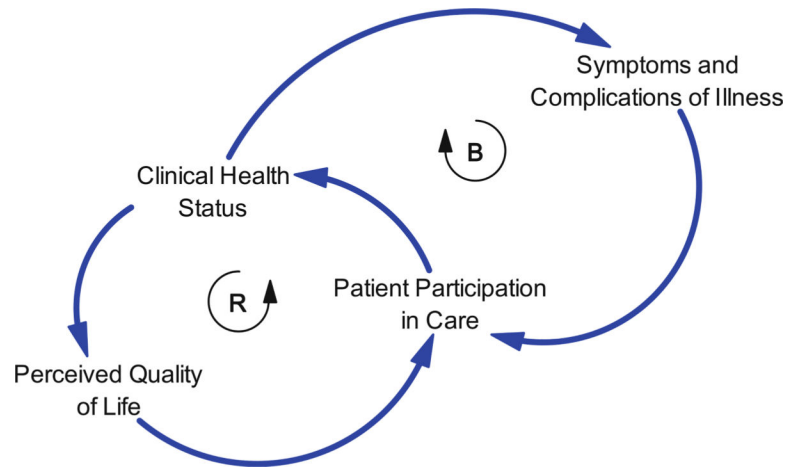 Symptoms and
Complications of Illness
B
Clinical Health
Status
R
Patient Participation
in Care
Perceived Quality
of Life